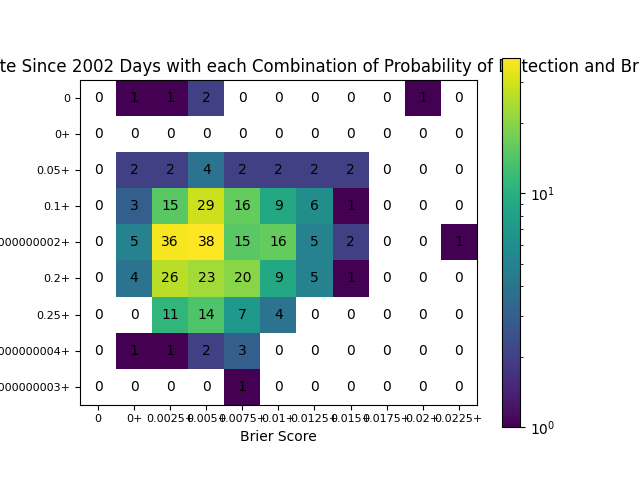 te Since 2002 Days with each Combination of Probability of Detection and Br
0 0 1 1 2 0 0 0 0 0 1 0
0+ 0 0 0 0 0 0 0 0 0 0 0
0.05+ 0 2 2 4 2 2 2 2 0 0 0
0.1+ 0 3 15 29 16 9 6 1 0 0 0
000000002+ 0 5 36 38 15 16 5 2 0 0 1
0.2+ 0 4 26 23 20 9 5 1 0 0 0
0.25+ 0 0 11 14 7 4 0 0 0 0 0
000000004+ 0 1 1 2 3 0 0 0 0 0 0
000000003+ 0 0 0 0 1 0 0 0 0 0 0
0 0+ 0.0025+ 0.005+ 0.0075+ 0.01+ 0.0125+ 0.015+ 0.0175+ 0.02+ 0.0225+
Brier Score
10¹
10⁰